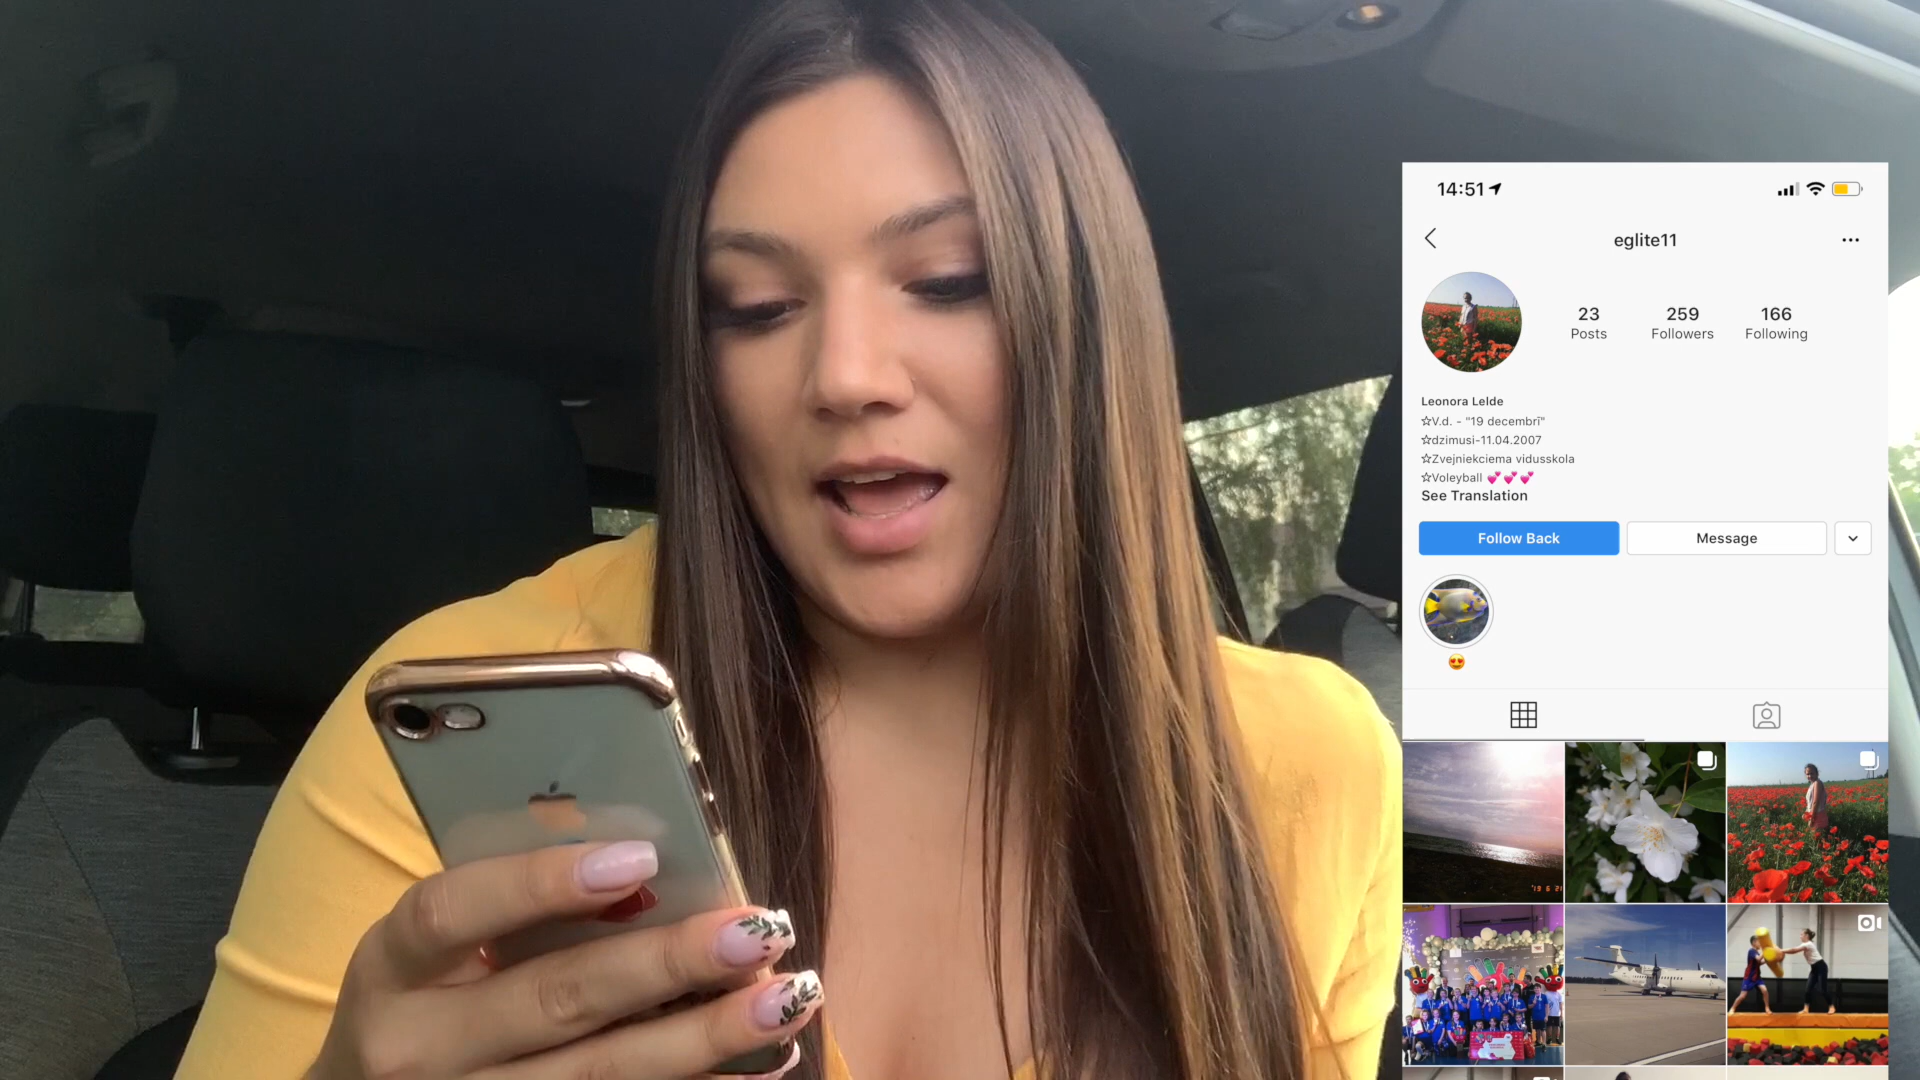 14:51
eglite11
23
Posts
259
Followers
166
Following
Leonora Lelde
☆V.d. - "19 decembrī"
☆dzimusi-11.04.2007
☆Zvejniekciema vidusskola
☆Voleyball 💕💕💕
See Translation
Follow Back
Message
😍